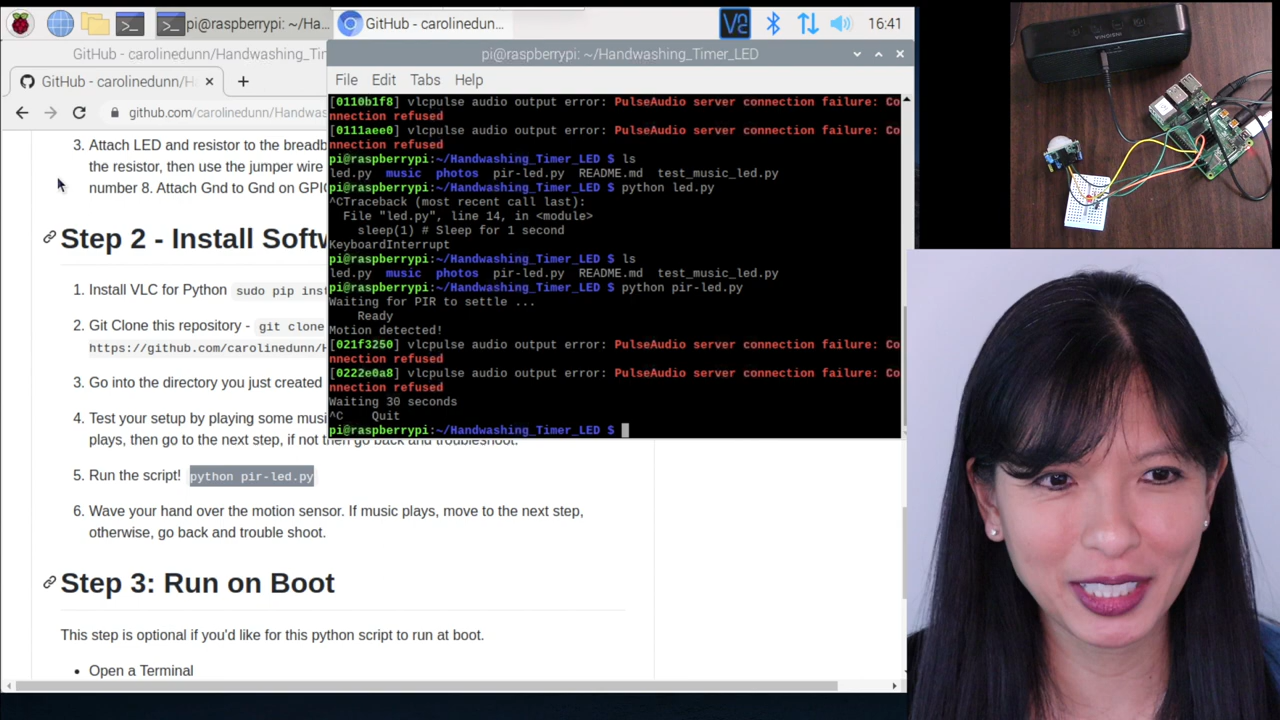 pi@raspberrypi: ~/Ha...
GitHub - carolinedun...
16:41
GitHub - carolinedunn/Handwashing_Tir
pi@raspberrypi: ~/Handwashing_Timer_LED
GitHub - carolinedunn/H
File Edit Tabs Help
github.com/carolinedunn/Handwas
3. Attach LED and resistor to the breadb
the resistor, then use the jumper wire
number 8. Attach Gnd to Gnd on GPIO
Step 2 - Install Softw
1. Install VLC for Python sudo pip inst
2. Git Clone this repository - git clone
https://github.com/carolinedunn/H
3. Go into the directory you just created
4. Test your setup by playing some musi
plays, then go to the next step, if not then go back and troubleshoot.
5. Run the script! python pir-led.py
6. Wave your hand over the motion sensor. If music plays, move to the next step,
otherwise, go back and trouble shoot.
Step 3: Run on Boot
This step is optional if you'd like for this python script to run at boot.
• Open a Terminal
[0110b1f8] vlcpulse audio output error: PulseAudio server connection failure: Co
nnection refused
[0111aee0] vlcpulse audio output error: PulseAudio server connection failure: Co
nnection refused
pi@raspberrypi:~/Handwashing_Timer_LED $ ls
led.py music photos pir-led.py README.md test_music_led.py
pi@raspberrypi:~/Handwashing_Timer_LED $ python led.py
^CTraceback (most recent call last):
File "led.py", line 14, in <module>
sleep(1) # Sleep for 1 second
KeyboardInterrupt
pi@raspberrypi:~/Handwashing_Timer_LED $ ls
led.py music photos pir-led.py README.md test_music_led.py
pi@raspberrypi:~/Handwashing_Timer_LED $ python pir-led.py
Waiting for PIR to settle ...
Ready
Motion detected!
[021f3250] vlcpulse audio output error: PulseAudio server connection failure: Co
nnection refused
[0222e0a8] vlcpulse audio output error: PulseAudio server connection failure: Co
nnection refused
Waiting 30 seconds
^C Quit
pi@raspberrypi:~/Handwashing_Timer_LED $